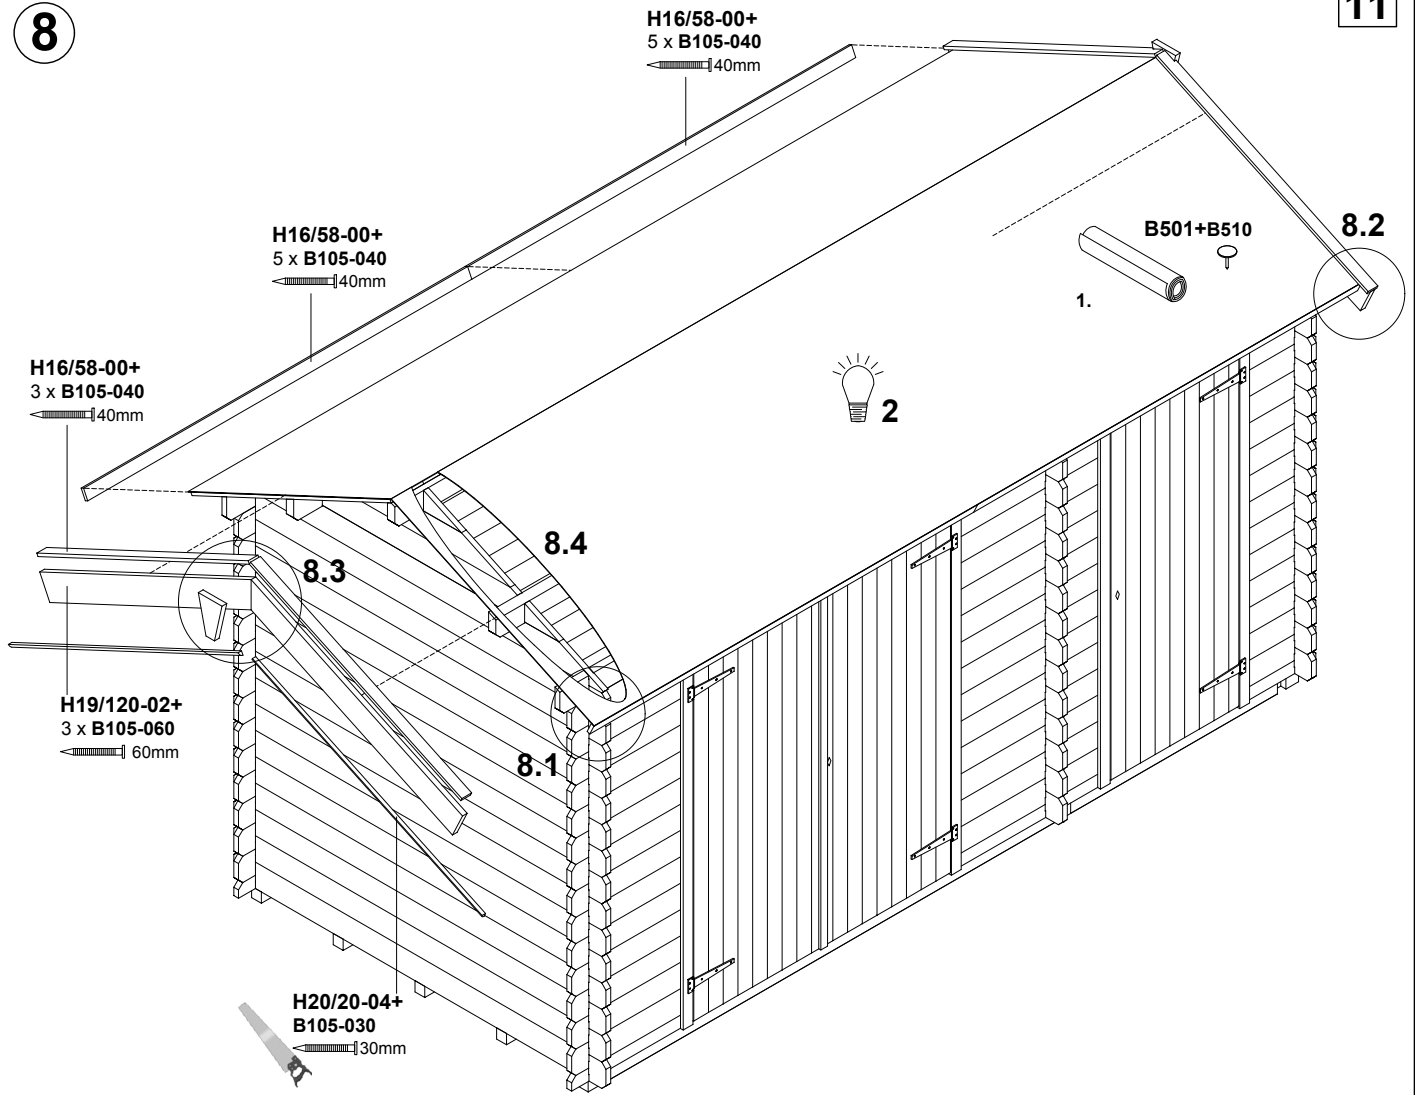 8
11
H16/58-00+
5 x B105-040
40mm
H16/58-00+
5 x B105-040
40mm
H16/58-00+
3 x B105-040
40mm
B501+B510
8.2
1.
2
8.4
8.3
H19/120-02+
3 x B105-060
60mm
8.1
H20/20-04+
B105-030
30mm